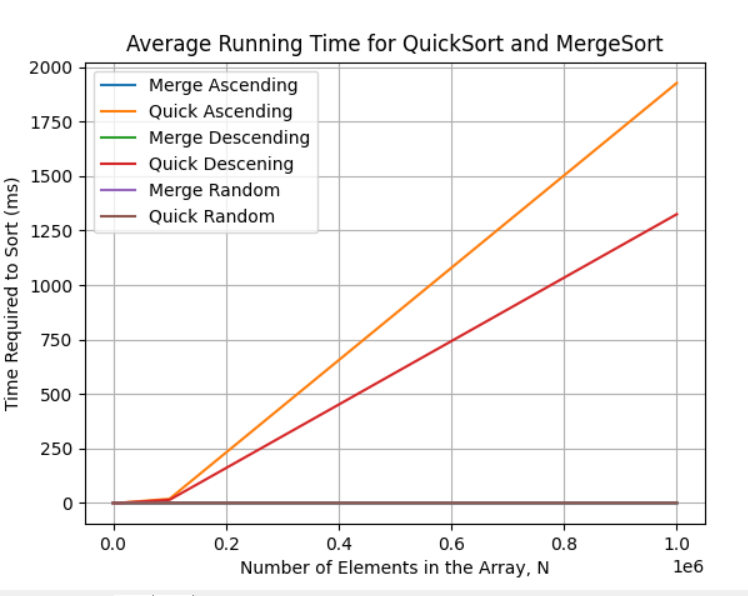 Average Running Time for QuickSort and MergeSort
2000
1750
1500
1250
1000
750
500
250
0
Time Required to Sort (ms)
Merge Ascending
Quick Ascending
Merge Descending
Quick Descening
Merge Random
Quick Random
0.0 0.2 0.4 0.6 0.8 1.0
1e6
Number of Elements in the Array, N